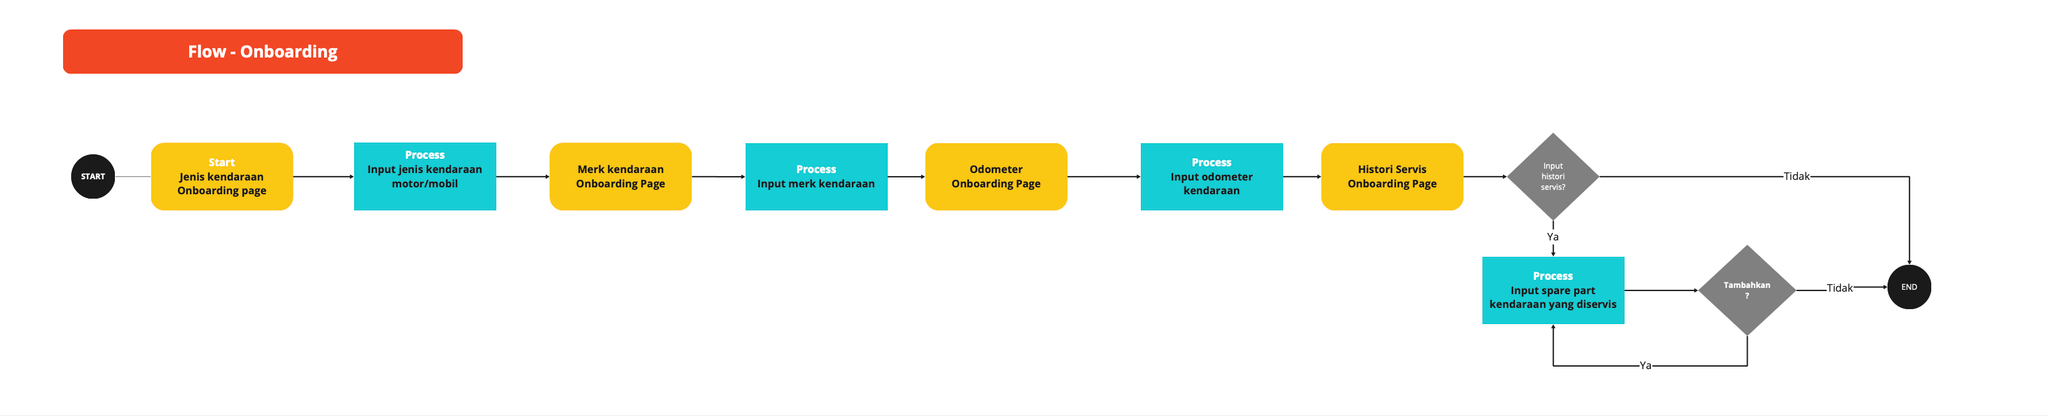 Flow - Onboarding
START
Start
Jenis kendaraan
Onboarding page
Process
Input jenis kendaraan
motor/mobil
Merk kendaraan
Onboarding Page
Process
Input merk kendaraan
Odometer
Onboarding Page
Process
Input odometer
kendaraan
Histori Servis
Onboarding Page
Input
histori
servis?
Tidak
Ya
Process
Input spare part
kendaraan yang diservis
Tambahkan
?
Tidak
END
Ya